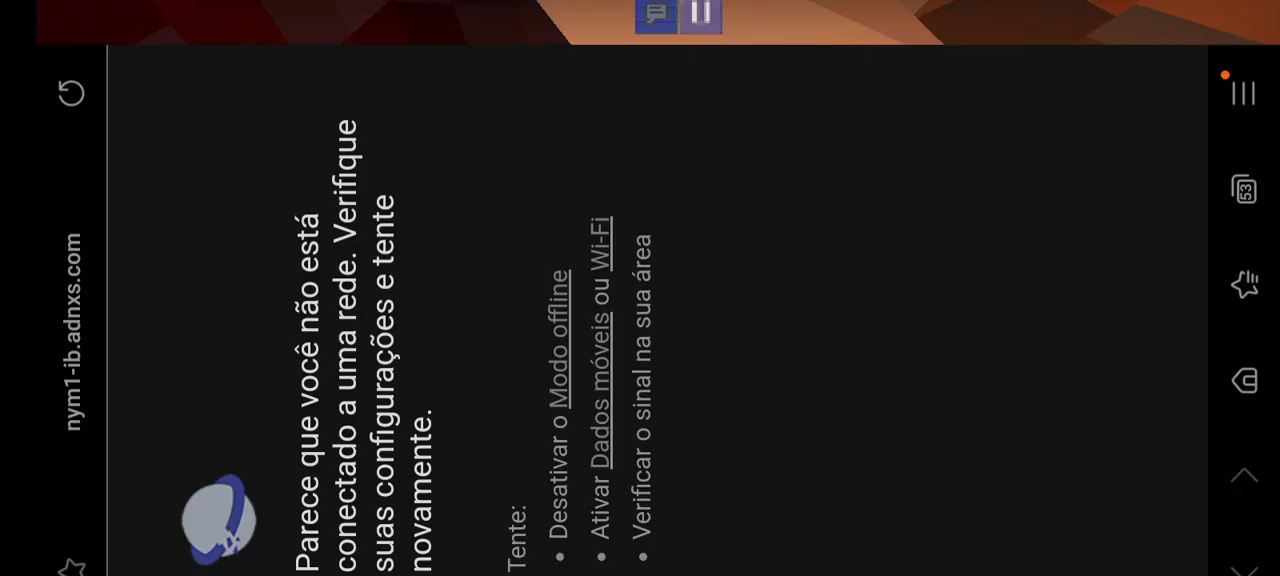 nym1-ib.adnxs.com
Parece que você não está
conectado a uma rede. Verifique
suas configurações e tente
novamente.
Tente:
• Desativar o Modo offline
• Ativar Dados móveis ou Wi-Fi
• Verificar o sinal na sua área
53